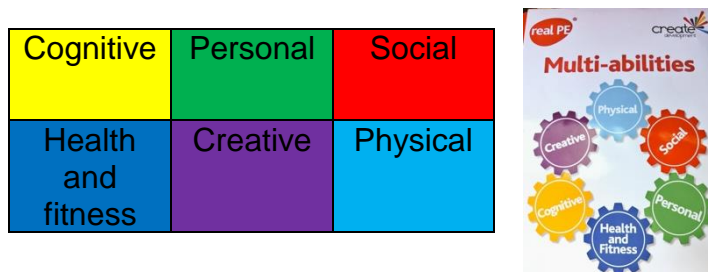 Cognitive
Personal
Social
Health
and
fitness
Creative
Physical
real PE
create
development
Multi-abilities
Physical
Creative
Social
Cognitive
Personal
Health
and
Fitness